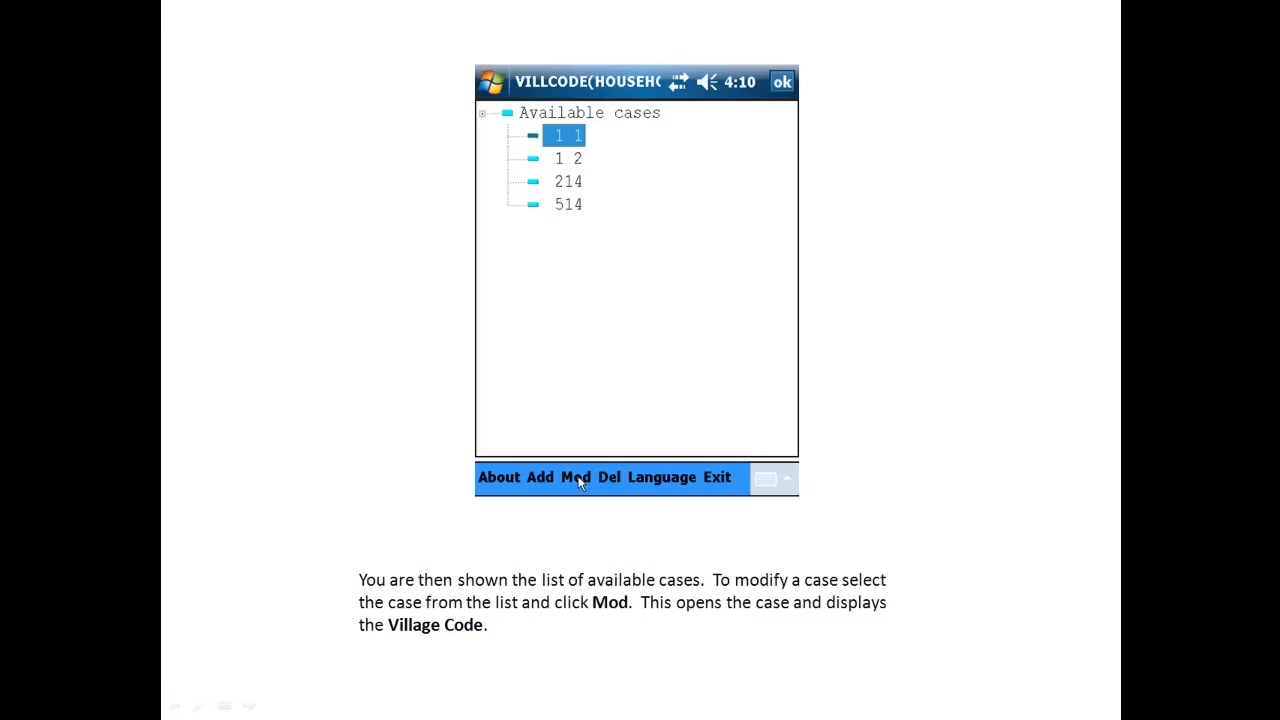 VILLCODE(HOUSEHO 4:10 ok
Available cases
1 1
1 2
214
514
About Add Mod Del Language Exit
You are then shown the list of available cases. To modify a case select
the case from the list and click Mod. This opens the case and displays
the Village Code.